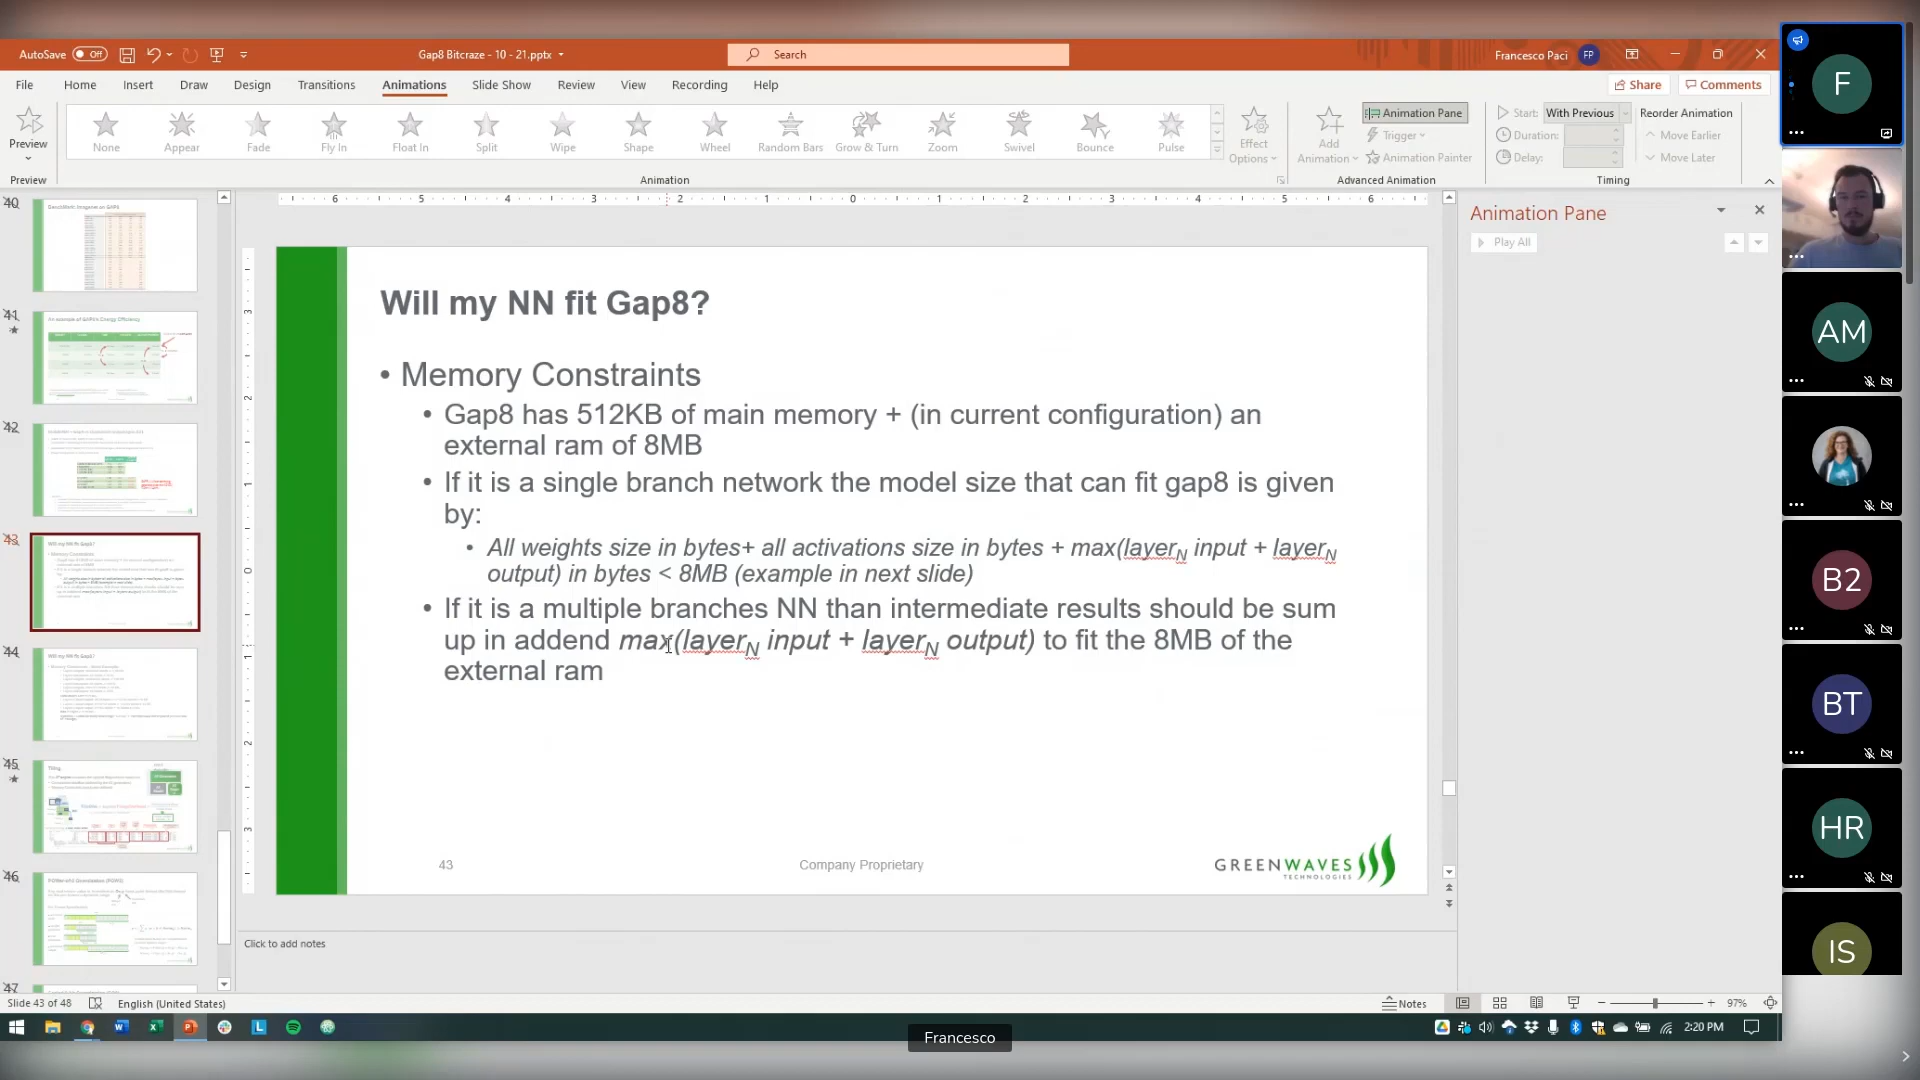 AutoSave Off
Gap8 Bitcraze - 10 - 21.pptx
Search
Francesco Paci FP
File Home Insert Draw Design Transitions Animations Slide Show Review View Recording Help
Share Comments
Preview
None Appear Fade Fly In Float In Split Wipe Shape Wheel Random Bars Grow & Turn Zoom Swivel Bounce Pulse
Effect Options
Add Animation
Animation Pane
Trigger
Animation Painter
Start: With Previous
Duration:
Delay:
Reorder Animation
Move Earlier
Move Later
Preview Animation Advanced Animation Timing
40
41
42
43
44
45
46
47
Will my NN fit Gap8?
• Memory Constraints
• Gap8 has 512KB of main memory + (in current configuration) an
external ram of 8MB
• If it is a single branch network the model size that can fit gap8 is given
by:
• All weights size in bytes+ all activations size in bytes + max(layerN input + layerN
output) in bytes < 8MB (example in next slide)
• If it is a multiple branches NN than intermediate results should be sum
up in addend max(layerN input + layerN output) to fit the 8MB of the
external ram
43
Company Proprietary
GREENWAVES
TECHNOLOGIES
Animation Pane
Play All
Click to add notes
Slide 43 of 48
English (United States)
Notes
97%
2:20 PM
Francesco
F
AM
B2
BT
HR
IS